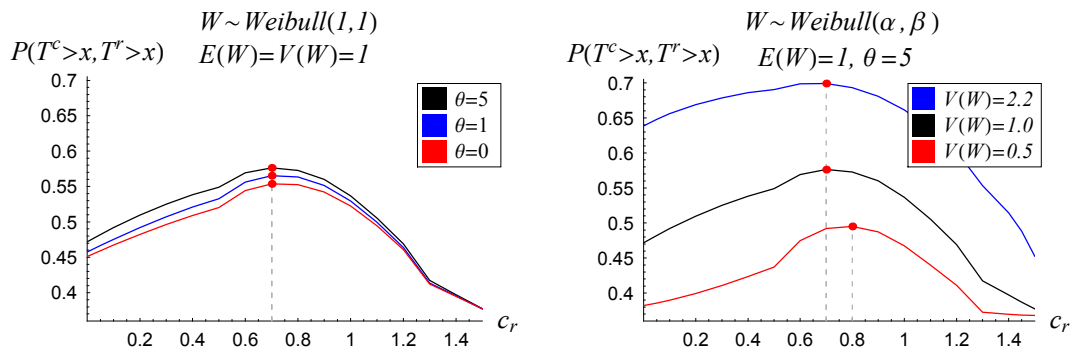 W~Weibull(1,1)
P(T^c>x,T^r>x)
E(W)=V(W)=1
0.7
0.65
0.6
0.55
0.5
0.45
0.4
θ=5
θ=1
θ=0
0.2 0.4 0.6 0.8 1 1.2 1.4
c_r
W~Weibull(α,β)
P(T^c>x,T^r>x)
E(W)=1, θ=5
0.7
0.65
0.6
0.55
0.5
0.45
0.4
V(W)=2.2
V(W)=1.0
V(W)=0.5
0.2 0.4 0.6 0.8 1 1.2 1.4
c_r